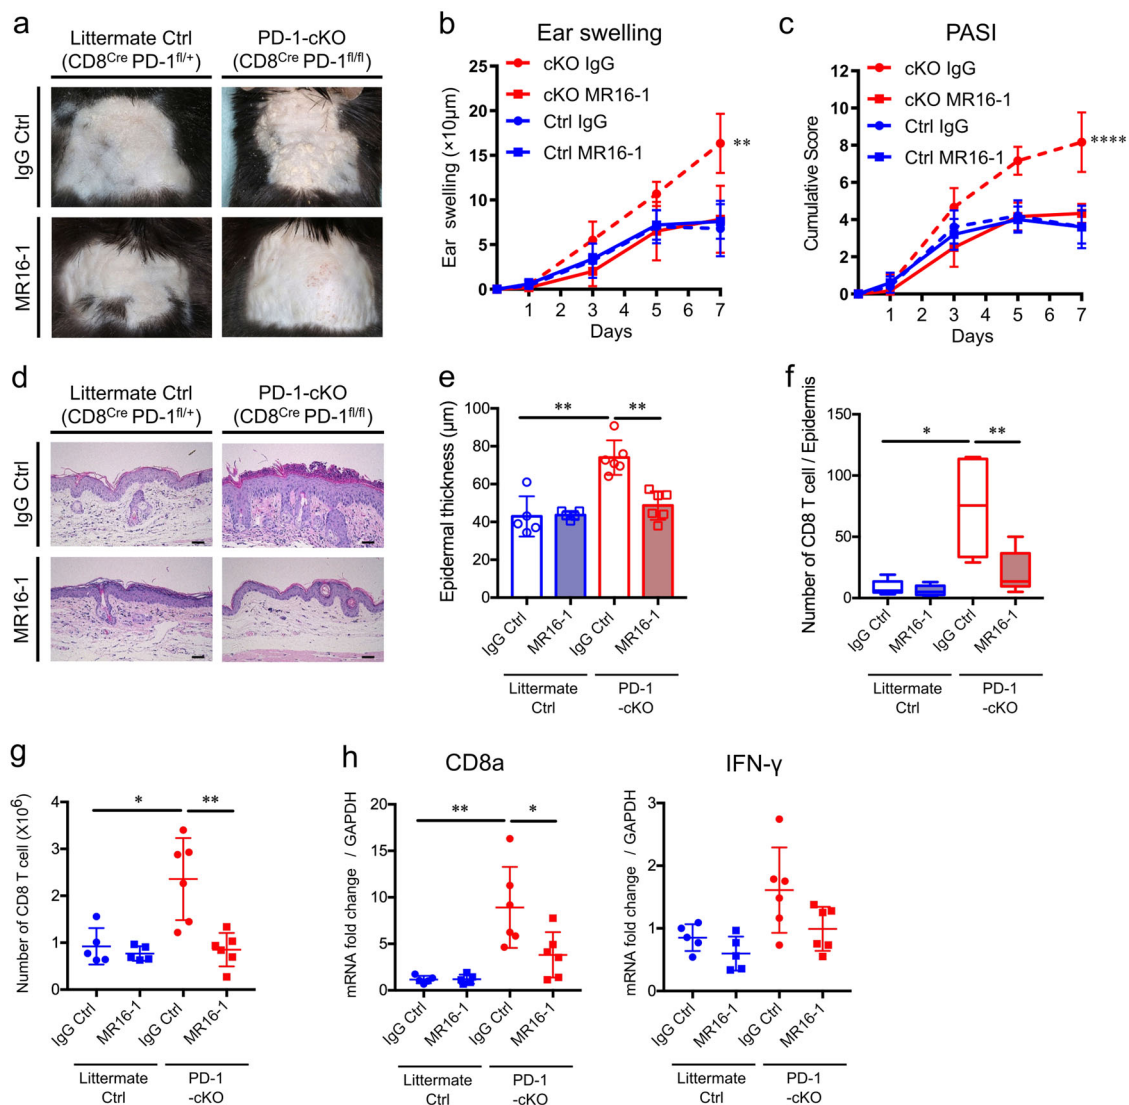 a
Littermate Ctrl
(CD8Cre PD-1fl/+)
PD-1-cKO
(CD8Cre PD-1fl/fl)
IgG Ctrl
MR16-1
b
Ear swelling
cKO IgG
cKO MR16-1
Ctrl IgG
Ctrl MR16-1
Ear swelling (×10μm)
25
20
15
10
5
0
**
1 2 3 4 5 6 7
Days
c
PASI
cKO IgG
cKO MR16-1
Ctrl IgG
Ctrl MR16-1
Cumulative Score
12
10
8
6
4
2
0
****
1 2 3 4 5 6 7
Days
d
Littermate Ctrl
(CD8Cre PD-1fl/+)
PD-1-cKO
(CD8Cre PD-1fl/fl)
IgG Ctrl
MR16-1
e
Epidermal thickness (μm)
100
80
60
40
20
0
** **
IgG Ctrl
MR16-1
IgG Ctrl
MR16-1
Littermate
Ctrl
PD-1
-cKO
f
Number of CD8 T cell / Epidermis
150
100
50
0
* **
IgG Ctrl
MR16-1
IgG Ctrl
MR16-1
Littermate
Ctrl
PD-1
-cKO
g
Number of CD8 T cell (X10⁶)
4
3
2
1
0
* **
IgG Ctrl
MR16-1
IgG Ctrl
MR16-1
Littermate
Ctrl
PD-1
-cKO
h
CD8a
mRNA fold change / GAPDH
20
15
10
5
0
** *
IgG Ctrl
MR16-1
IgG Ctrl
MR16-1
Littermate
Ctrl
PD-1
-cKO
IFN-γ
mRNA fold change / GAPDH
3
2
1
0
IgG Ctrl
MR16-1
IgG Ctrl
MR16-1
Littermate
Ctrl
PD-1
-cKO